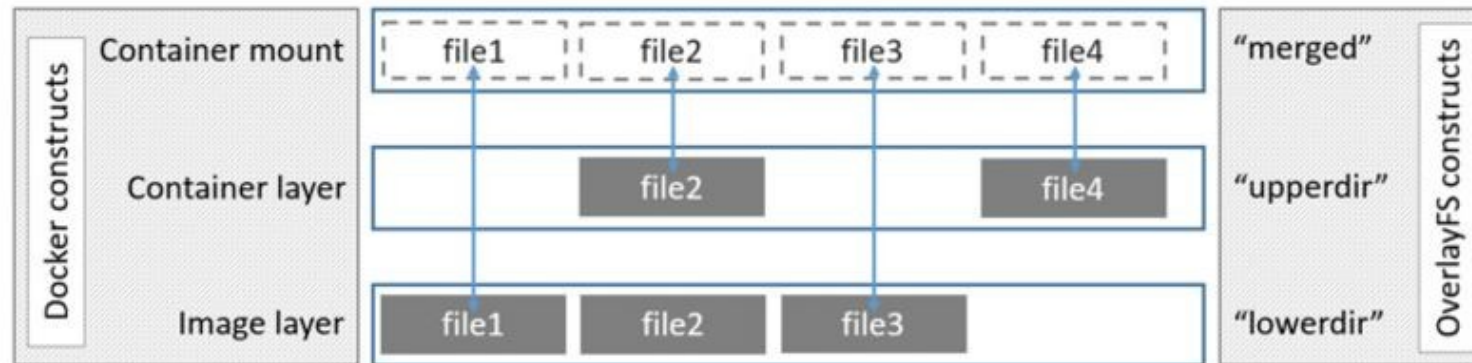 Docker constructs
Container mount
file1 file2 file3 file4
“merged”
Container layer
file2 file4
“upperdir”
Image layer
file1 file2 file3
“lowerdir”
OverlayFS constructs